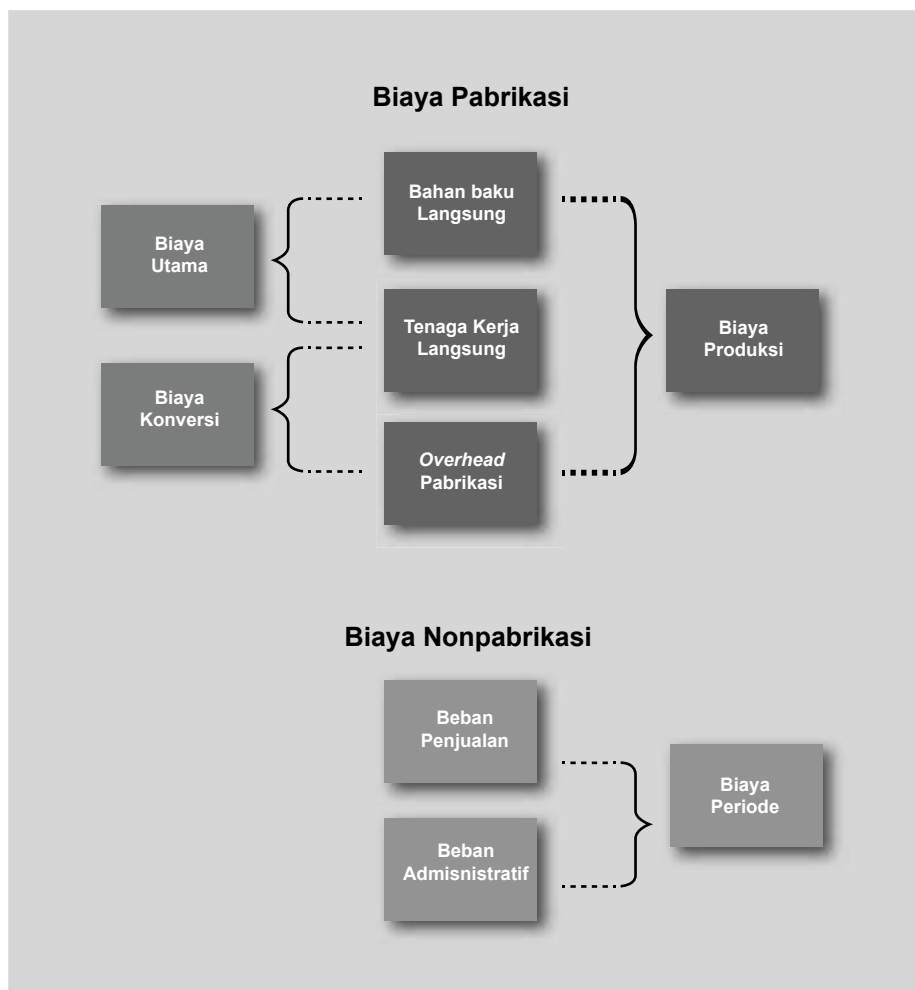 Biaya Pabrikasi
Bahan baku
Langsung
Biaya
Utama
Tenaga Kerja
Langsung
Biaya
Produksi
Biaya
Konversi
Overhead
Pabrikasi
Biaya Nonpabrikasi
Beban
Penjualan
Biaya
Periode
Beban
Admisnistratif